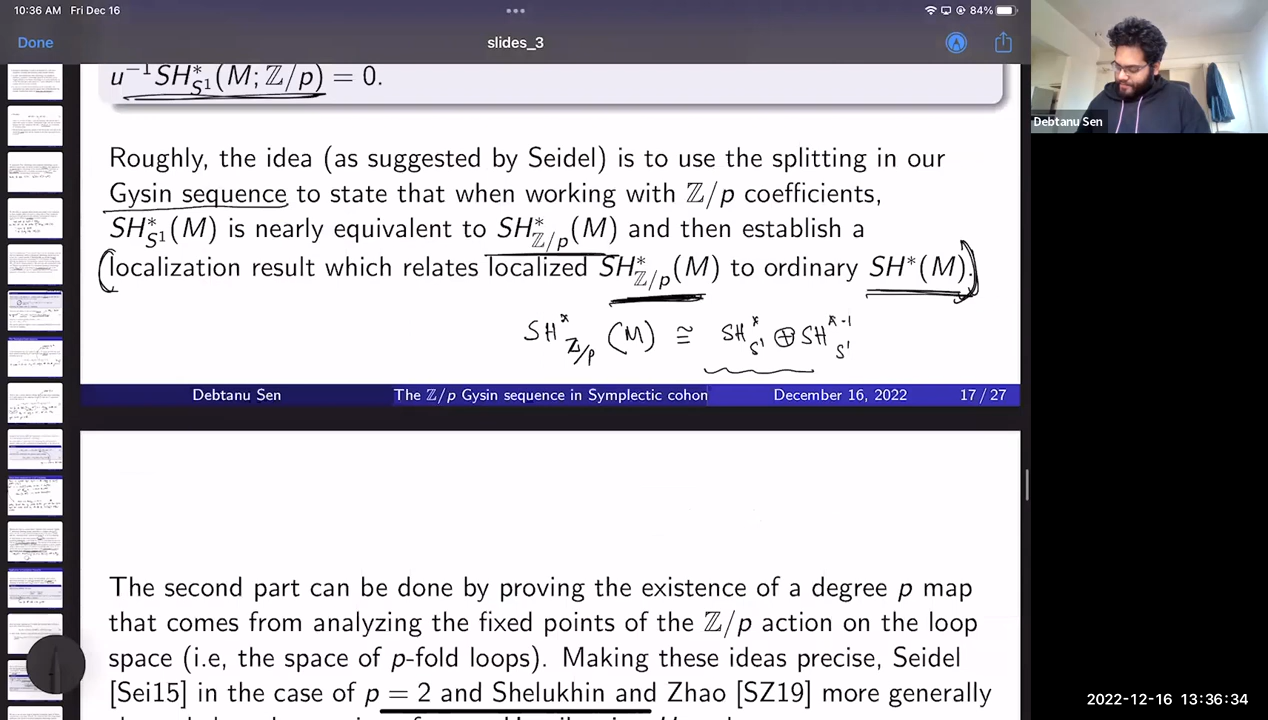 10:36 AM Fri Dec 16
84%
Done
slides_3
u⁻¹SH*_{S¹}(M; ℤ/p) = 0.
Roughly, the idea (as suggested by Seidel) is to use the splitting in our
Gysin sequence to state that when working with ℤ/p coefficients,
SH*_{S¹}(M) is nearly equivalent to SH*_{ℤ/p}(M) and then establish a
localization result which relates localized SH*_{ℤ/p}(M) to ordinary SH*(M).
SH*_{ℤ/p}(M) ≅ SH*_{S¹} ⊕ SH^{*-1}_{S¹}
Debtanu Sen The ℤ/p Gysin sequence in Symplectic cohon December 16, 2022 17 / 27
The second part can be done by proving the existence of a degree p map
that comes from analyzing the fixed points of the ℤ/p action on the loop
space (i.e, the space of p-fold loops). Making these ideas precise, Seidel
[Sei15] in the case of p = 2 and Shelukhin and Zhao [SZ19] more generally
Debtanu Sen
2022-12-16 13:36:34